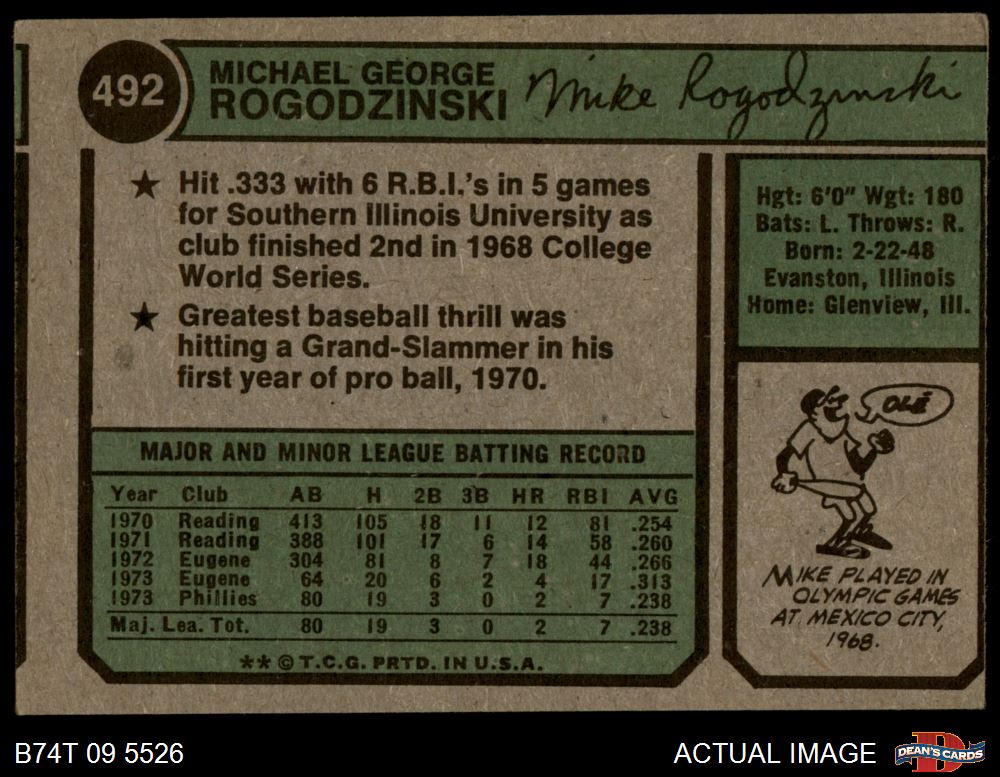 492
MICHAEL GEORGE
ROGODZINSKI
Mike Rogodzinski
★ Hit .333 with 6 R.B.I.'s in 5 games
for Southern Illinois University as
club finished 2nd in 1968 College
World Series.
★ Greatest baseball thrill was
hitting a Grand-Slammer in his
first year of pro ball, 1970.
Hgt: 6'0" Wgt: 180
Bats: L. Throws: R.
Born: 2-22-48
Evanston, Illinois
Home: Glenview, Ill.
OLÉ
MIKE PLAYED IN
OLYMPIC GAMES
AT MEXICO CITY,
1968.
MAJOR AND MINOR LEAGUE BATTING RECORD
Year Club AB H 2B 3B HR RBI AVG
1970 Reading 413 105 18 11 12 81 .254
1971 Reading 388 101 17 6 14 58 .260
1972 Eugene 304 81 8 7 18 44 .266
1973 Eugene 64 20 6 2 4 17 .313
1973 Phillies 80 19 3 0 2 7 .238
Maj. Lea. Tot. 80 19 3 0 2 7 .238
** © T.C.G. PRTD. IN U.S.A.
B74T 09 5526
ACTUAL IMAGE
DEAN'S CARDS